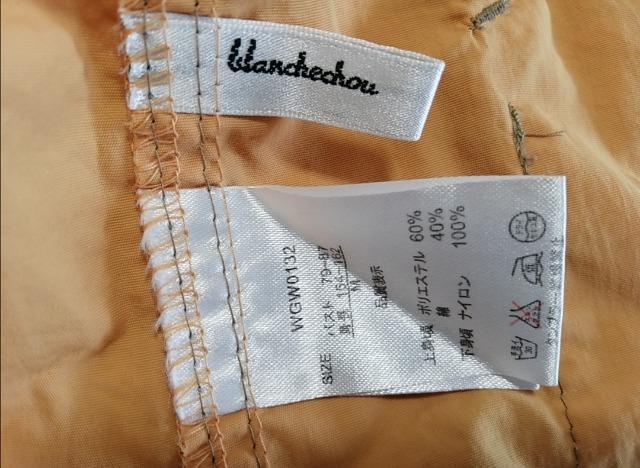 blanchechou
WGW0132
SIZE バスト 79~87
身長 154~162
MA
品質表示
上身頃 ポリエステル 60%
綿 40%
下身頃 ナイロン 100%